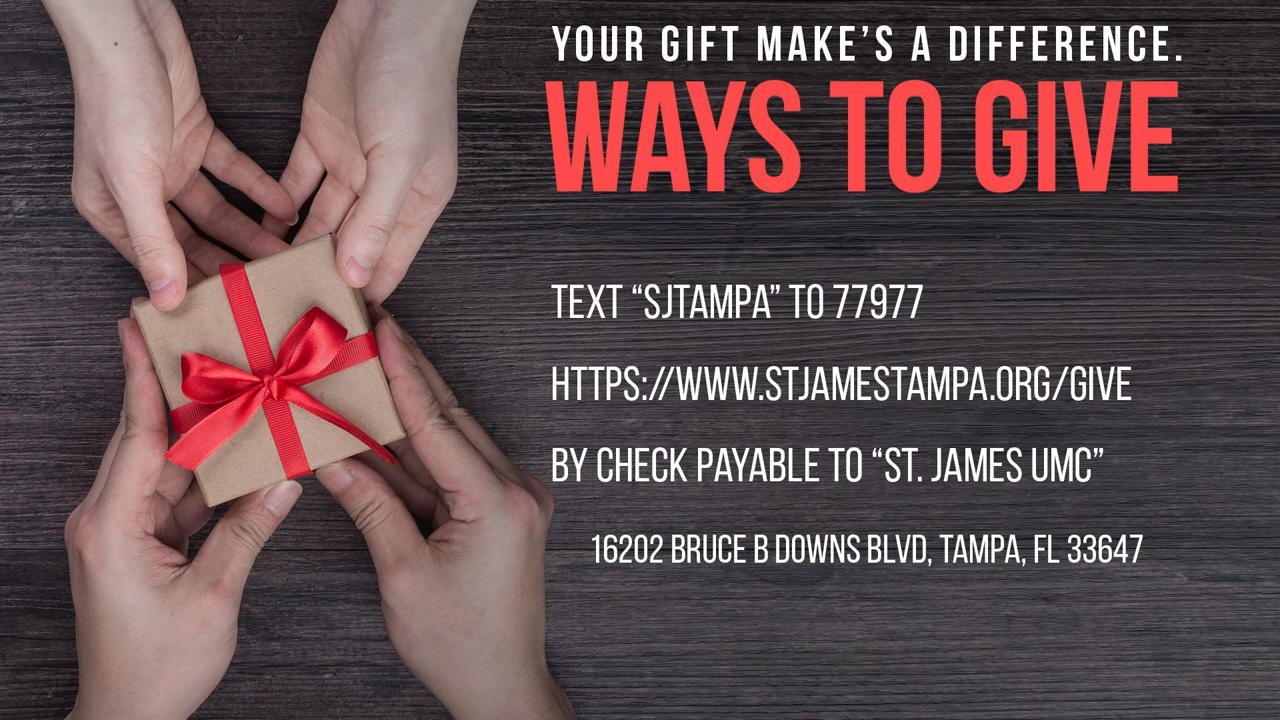 YOUR GIFT MAKE’S A DIFFERENCE.
WAYS TO GIVE
TEXT “SJTAMPA” TO 77977
HTTPS://WWW.STJAMESTAMPA.ORG/GIVE
BY CHECK PAYABLE TO “ST. JAMES UMC”
16202 BRUCE B DOWNS BLVD, TAMPA, FL 33647